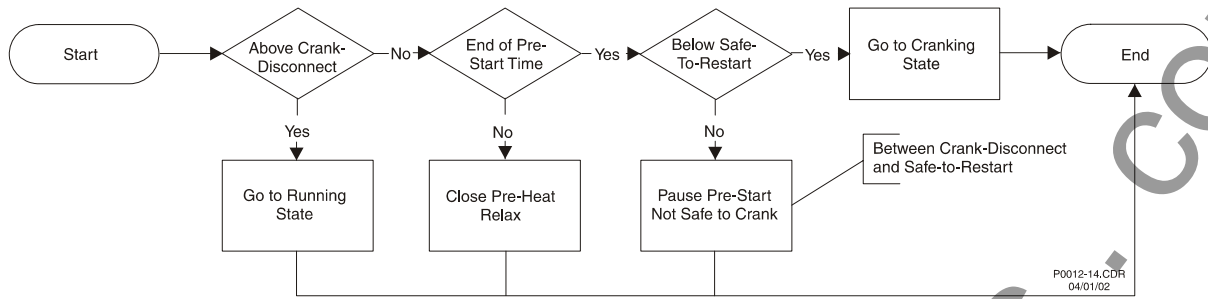 Start
Above Crank-
Disconnect
No
End of Pre-
Start Time
Yes
Below Safe-
To-Restart
Yes
Go to Cranking
State
End
Yes
No
No
Go to Running
State
Close Pre-Heat
Relax
Pause Pre-Start
Not Safe to Crank
Between Crank-Disconnect
and Safe-to-Restart
P0012-14.CDR
04/01/02